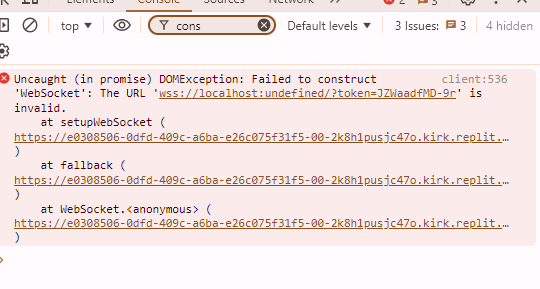 Elements Console Sources Network 2 5
top cons Default levels 3 Issues: 3 4 hidden
Uncaught (in promise) DOMException: Failed to construct client:536
'WebSocket': The URL 'wss://localhost:undefined/?token=JZWaadfMD-9r' is
invalid.
at setupWebSocket (
https://e0308506-0dfd-409c-a6ba-e26c075f31f5-00-2k8h1pusjc47o.kirk.replit.…
)
at fallback (
https://e0308506-0dfd-409c-a6ba-e26c075f31f5-00-2k8h1pusjc47o.kirk.replit.…
)
at WebSocket.<anonymous> (
https://e0308506-0dfd-409c-a6ba-e26c075f31f5-00-2k8h1pusjc47o.kirk.replit.…
)